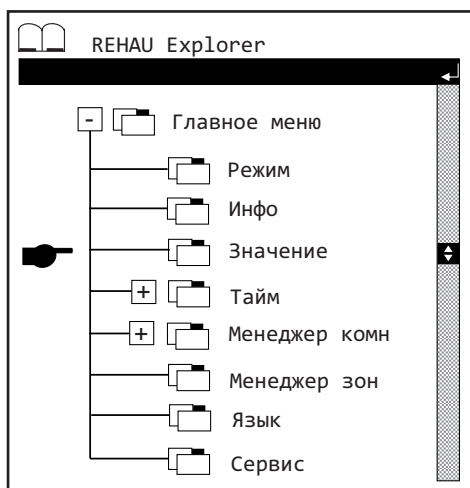 REHAU Explorer
- Главное меню
Режим
Инфо
Значение
+ Тайм
+ Менеджер комн
Менеджер зон
Язык
Сервис